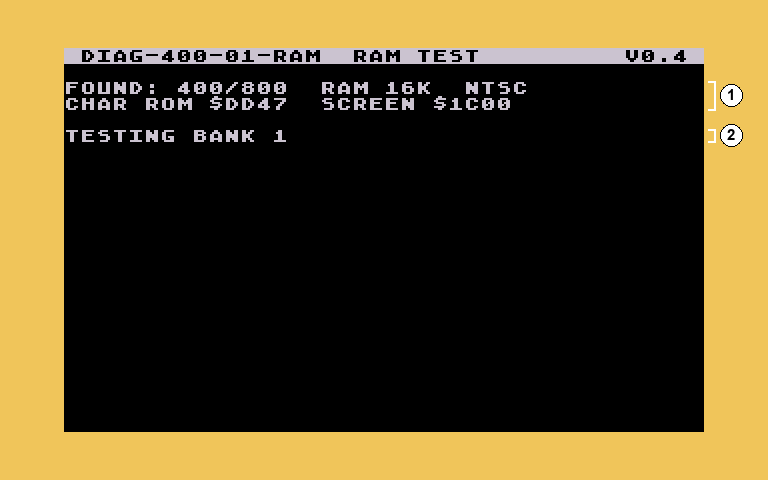 DIAG-400-01-RAM  RAM TEST V0.4
FOUND: 400/800  RAM 16K  NTSC
CHAR ROM $DD47  SCREEN $1C00
1
TESTING BANK 1
2